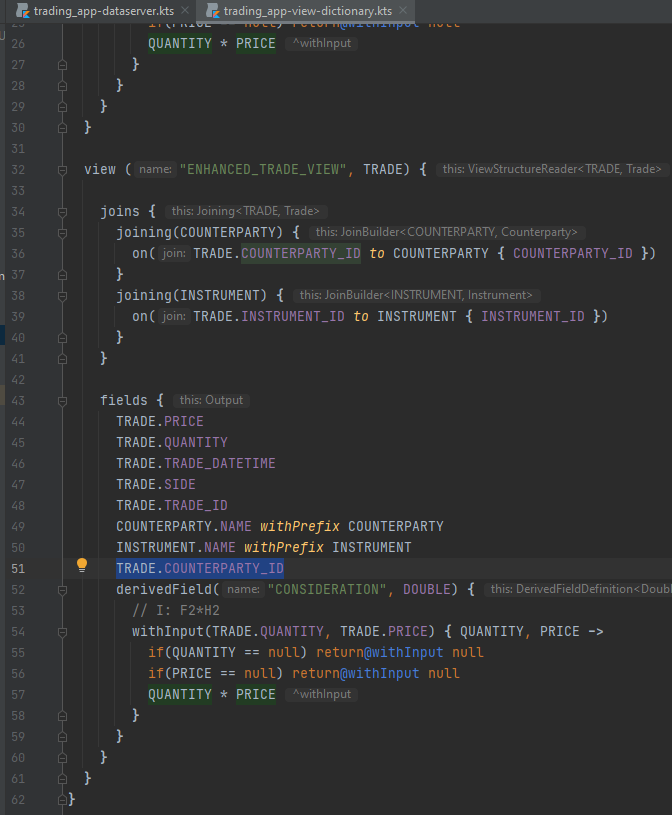 trading_app-dataserver.kts × trading_app-view-dictionary.kts ×
25 if(PRICE == null) return@withInput null
26 QUANTITY * PRICE ^withInput
27 }
28 }
29 }
30 }
31
32 view ( name: "ENHANCED_TRADE_VIEW", TRADE) { this: ViewStructureReader<TRADE, Trade>
33
34 joins { this: Joining<TRADE, Trade>
35 joining(COUNTERPARTY) { this: JoinBuilder<COUNTERPARTY, Counterparty>
36 on( join: TRADE.COUNTERPARTY_ID to COUNTERPARTY { COUNTERPARTY_ID })
37 }
38 joining(INSTRUMENT) { this: JoinBuilder<INSTRUMENT, Instrument>
39 on( join: TRADE.INSTRUMENT_ID to INSTRUMENT { INSTRUMENT_ID })
40 }
41 }
42
43 fields { this: Output
44 TRADE.PRICE
45 TRADE.QUANTITY
46 TRADE.TRADE_DATETIME
47 TRADE.SIDE
48 TRADE.TRADE_ID
49 COUNTERPARTY.NAME withPrefix COUNTERPARTY
50 INSTRUMENT.NAME withPrefix INSTRUMENT
51 TRADE.COUNTERPARTY_ID
52 derivedField( name: "CONSIDERATION", DOUBLE) { this: DerivedFieldDefinition<Doubl
53 // I: F2*H2
54 withInput(TRADE.QUANTITY, TRADE.PRICE) { QUANTITY, PRICE ->
55 if(QUANTITY == null) return@withInput null
56 if(PRICE == null) return@withInput null
57 QUANTITY * PRICE ^withInput
58 }
59 }
60 }
61 }
62 }